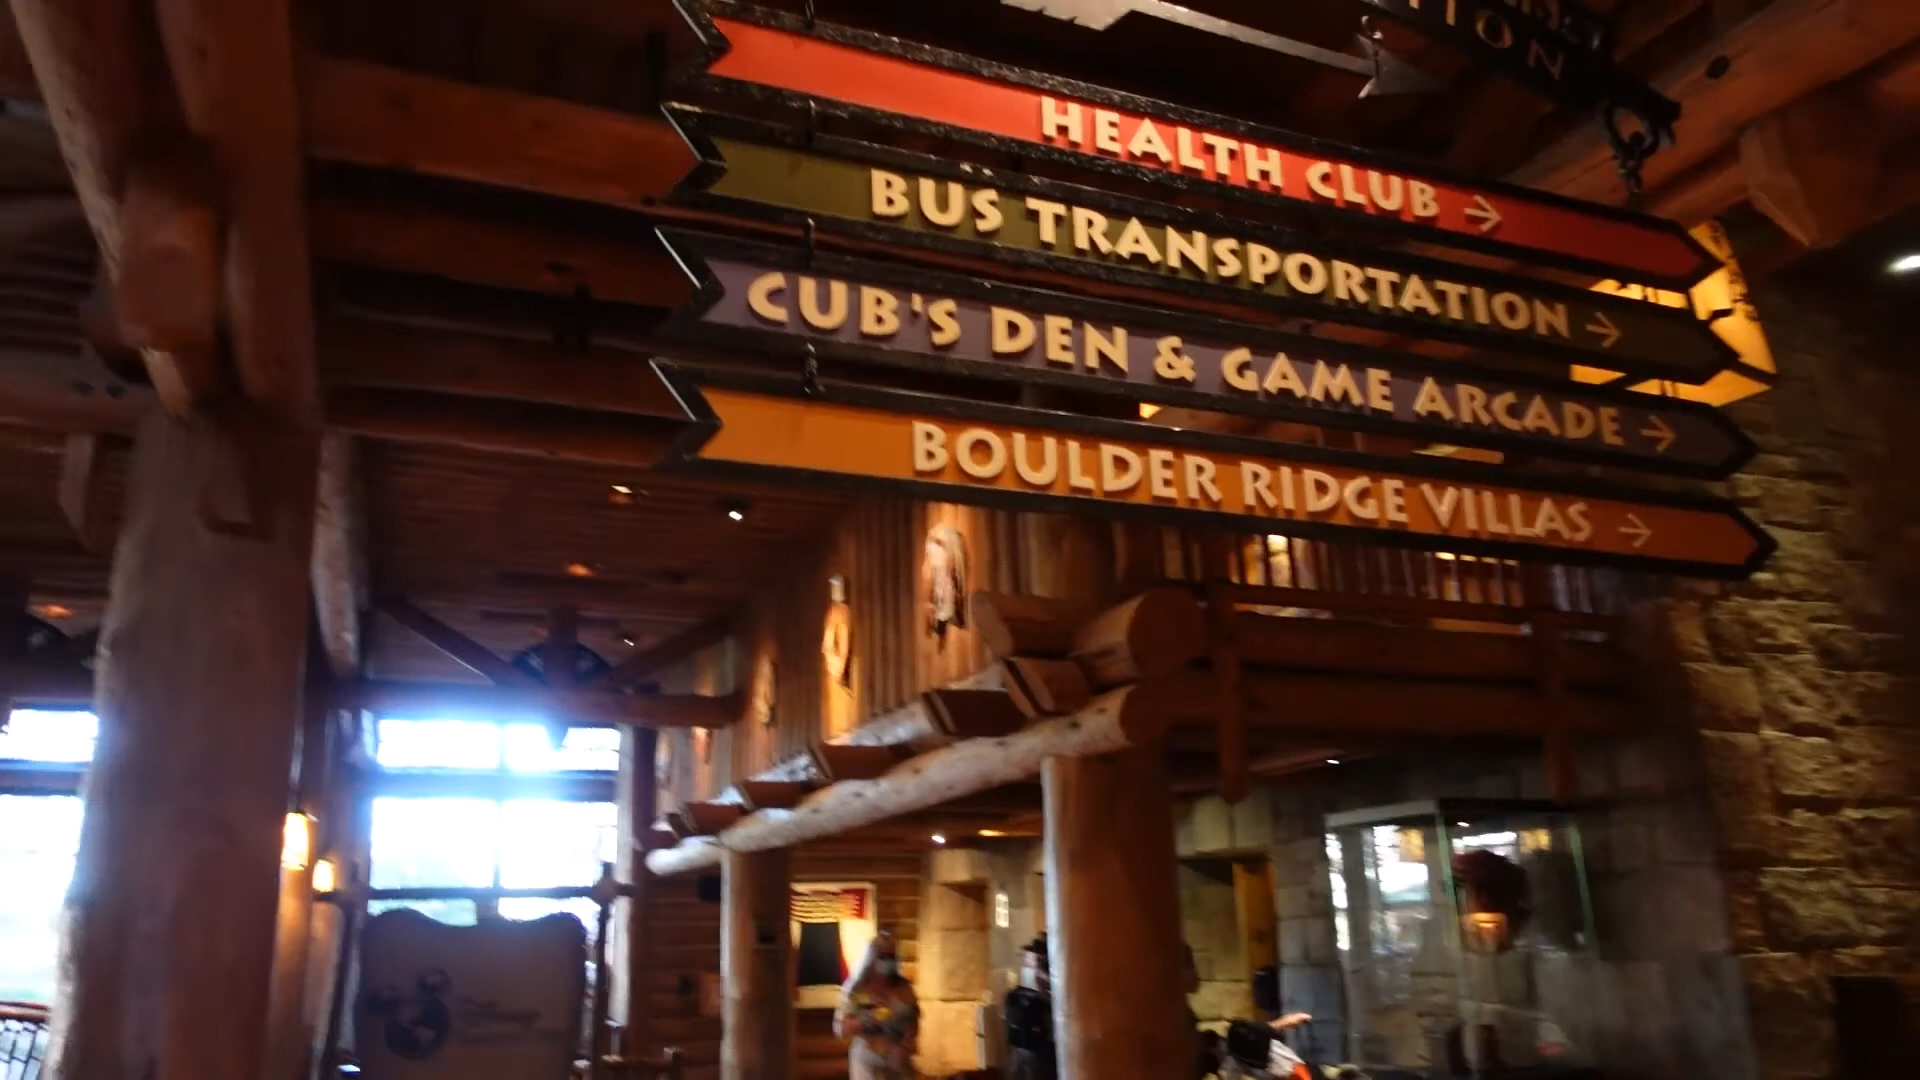 HEALTH CLUB →
BUS TRANSPORTATION →
CUB'S DEN & GAME ARCADE →
BOULDER RIDGE VILLAS →